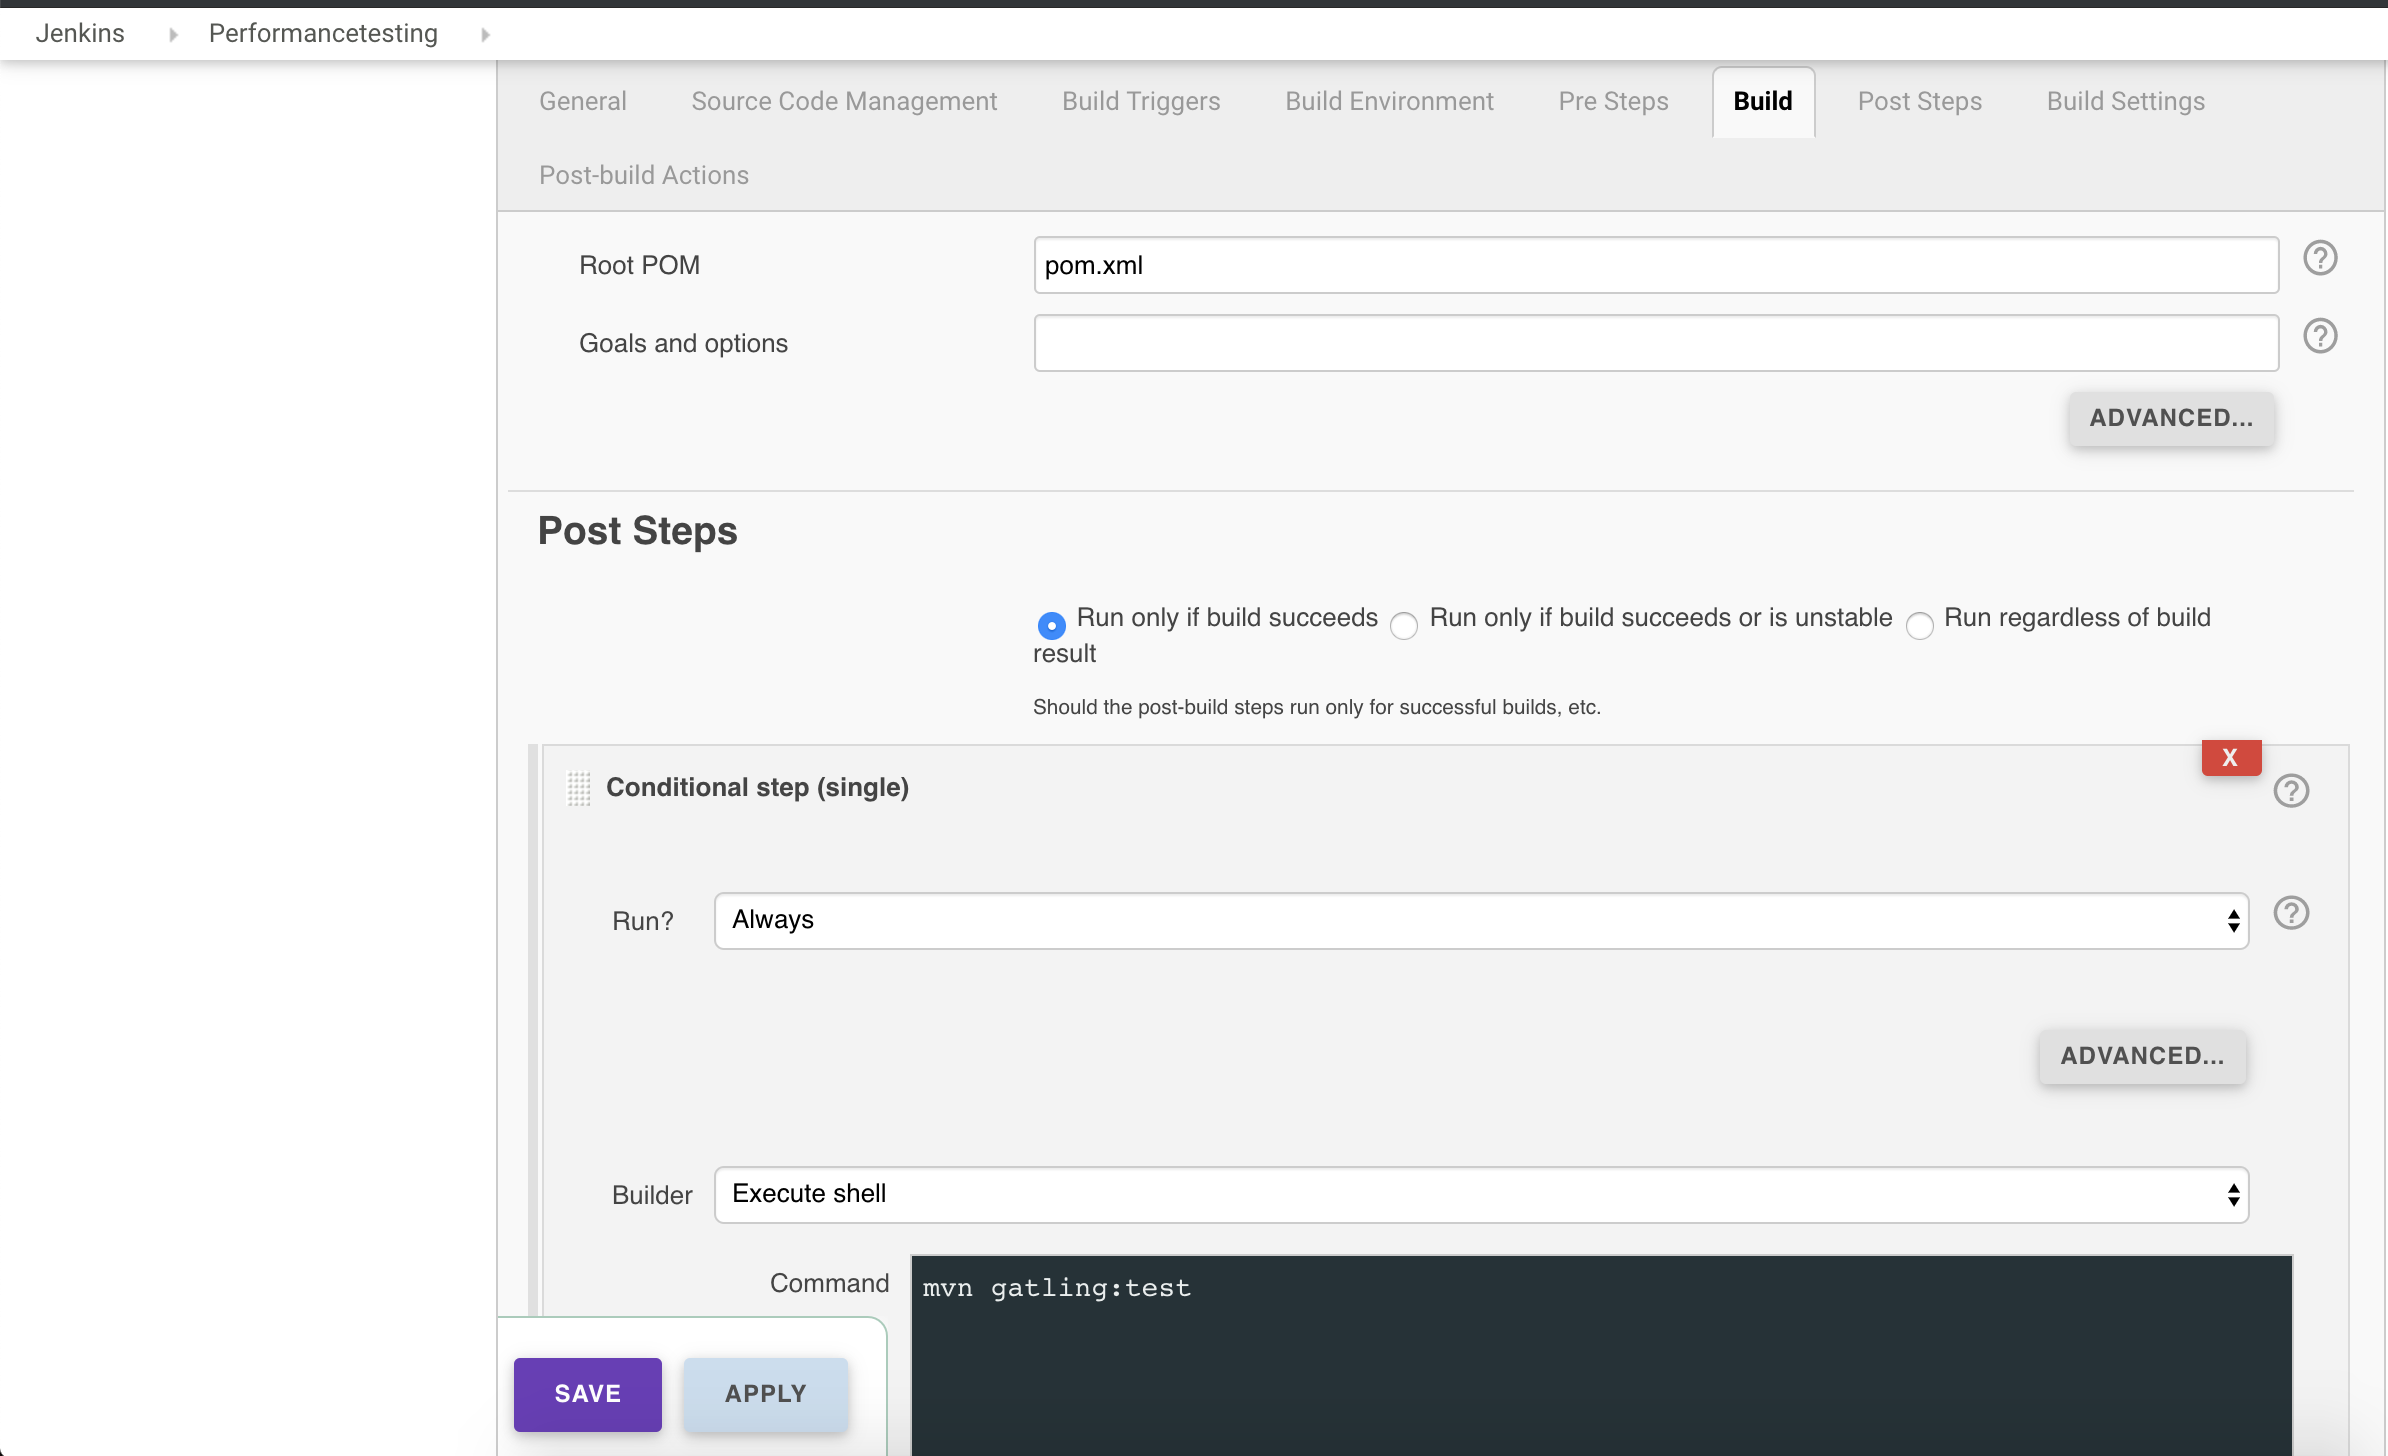 Jenkins Performancetesting
General Source Code Management Build Triggers Build Environment Pre Steps Build Post Steps Build Settings
Post-build Actions
Root POM pom.xml
Goals and options
ADVANCED...
Post Steps
Run only if build succeeds Run only if build succeeds or is unstable Run regardless of build
result
Should the post-build steps run only for successful builds, etc.
X
Conditional step (single)
Run? Always
ADVANCED...
Builder Execute shell
Command mvn gatling:test
SAVE APPLY